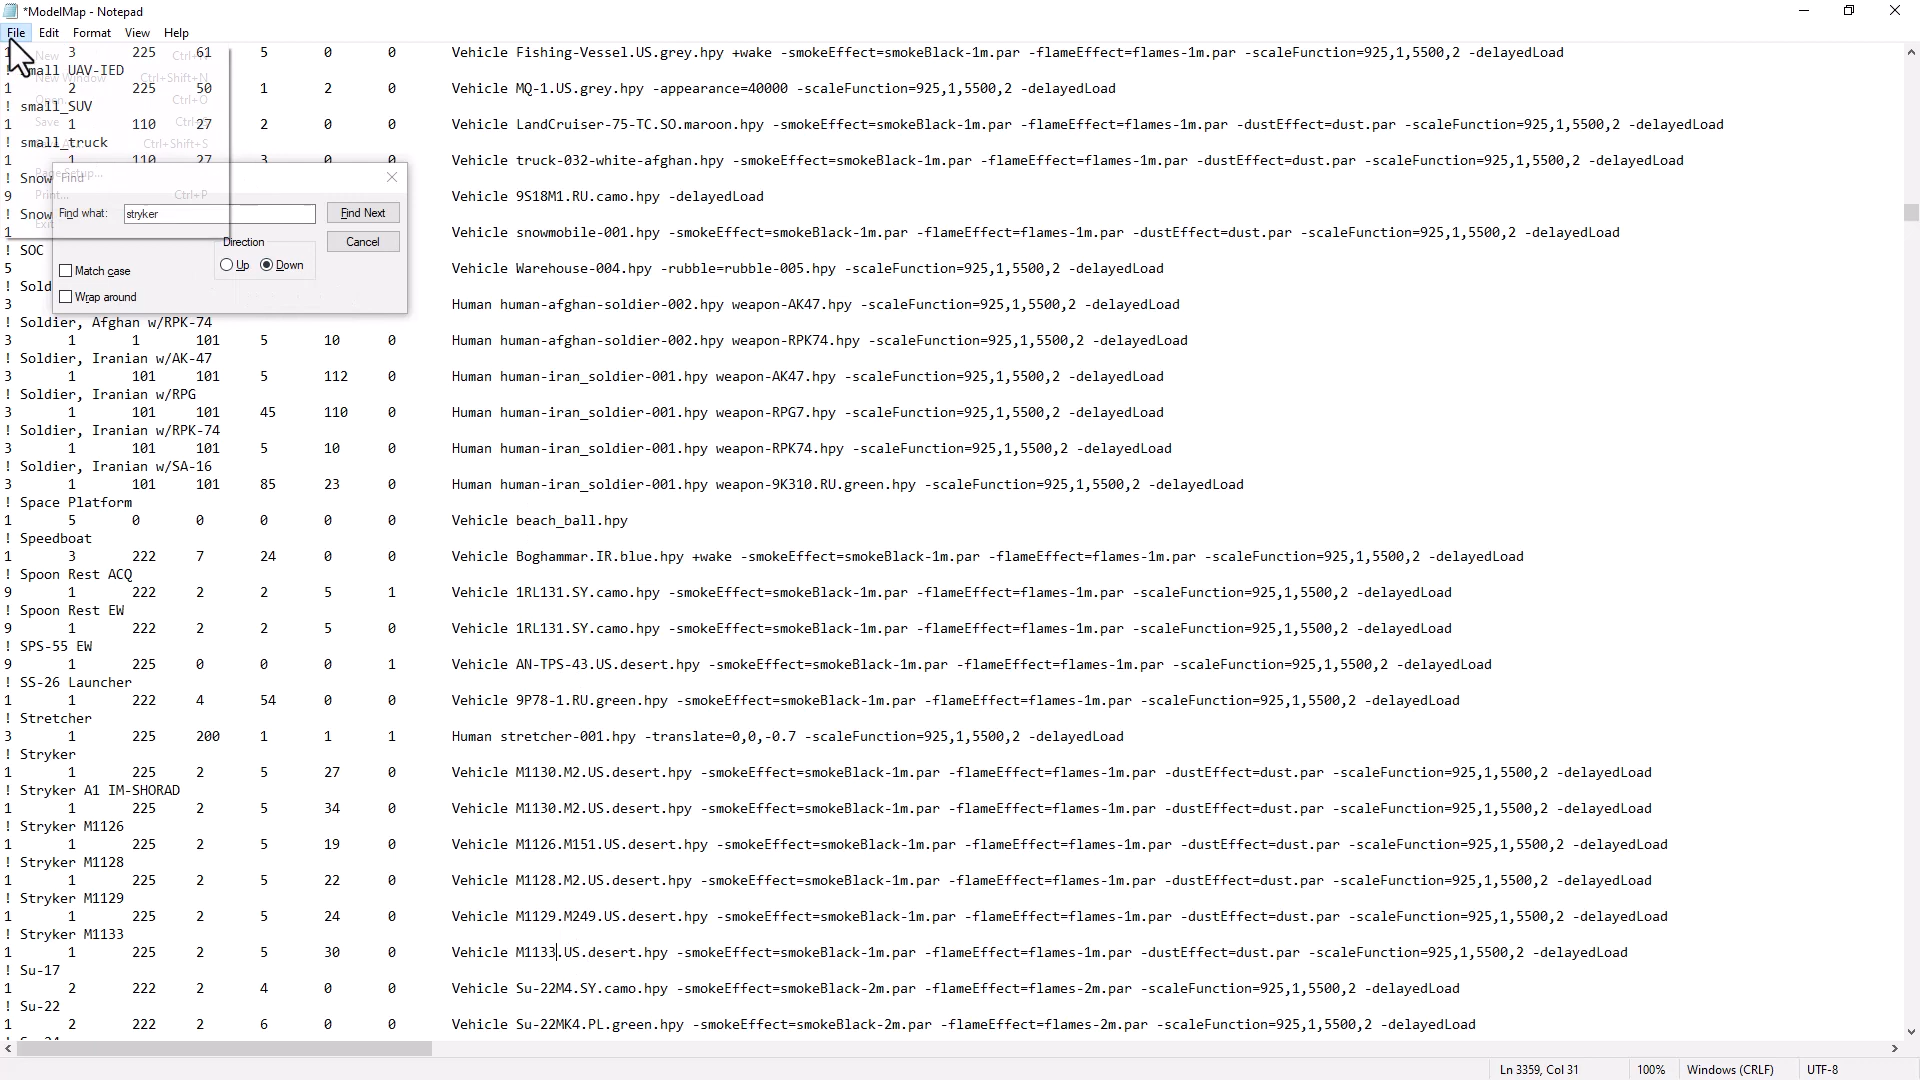 *ModelMap - Notepad
File Edit Format View Help
1 3 225 61 5 0 0 Vehicle Fishing-Vessel.US.grey.hpy +wake -smokeEffect=smokeBlack-1m.par -flameEffect=flames-1m.par -scaleFunction=925,1,5500,2 -delayedLoad
! small UAV-IED
1 2 225 50 1 2 0 Vehicle MQ-1.US.grey.hpy -appearance=40000 -scaleFunction=925,1,5500,2 -delayedLoad
! small_SUV
1 1 110 27 2 0 0 Vehicle LandCruiser-75-TC.SO.maroon.hpy -smokeEffect=smokeBlack-1m.par -flameEffect=flames-1m.par -dustEffect=dust.par -scaleFunction=925,1,5500,2 -delayedLoad
! small_truck
1 1 110 27 3 0 0 Vehicle truck-032-white-afghan.hpy -smokeEffect=smokeBlack-1m.par -flameEffect=flames-1m.par -dustEffect=dust.par -scaleFunction=925,1,5500,2 -delayedLoad
! Snow
9 Vehicle 9S18M1.RU.camo.hpy -delayedLoad
! Snow
1 Vehicle snowmobile-001.hpy -smokeEffect=smokeBlack-1m.par -flameEffect=flames-1m.par -dustEffect=dust.par -scaleFunction=925,1,5500,2 -delayedLoad
! SOC
5 Vehicle Warehouse-004.hpy -rubble=rubble-005.hpy -scaleFunction=925,1,5500,2 -delayedLoad
! Sold
3 Human human-afghan-soldier-002.hpy weapon-AK47.hpy -scaleFunction=925,1,5500,2 -delayedLoad
! Soldier, Afghan w/RPK-74
3 1 1 101 5 10 0 Human human-afghan-soldier-002.hpy weapon-RPK74.hpy -scaleFunction=925,1,5500,2 -delayedLoad
! Soldier, Iranian w/AK-47
3 1 101 101 5 112 0 Human human-iran_soldier-001.hpy weapon-AK47.hpy -scaleFunction=925,1,5500,2 -delayedLoad
! Soldier, Iranian w/RPG
3 1 101 101 45 110 0 Human human-iran_soldier-001.hpy weapon-RPG7.hpy -scaleFunction=925,1,5500,2 -delayedLoad
! Soldier, Iranian w/RPK-74
3 1 101 101 5 10 0 Human human-iran_soldier-001.hpy weapon-RPK74.hpy -scaleFunction=925,1,5500,2 -delayedLoad
! Soldier, Iranian w/SA-16
3 1 101 101 85 23 0 Human human-iran_soldier-001.hpy weapon-9K310.RU.green.hpy -scaleFunction=925,1,5500,2 -delayedLoad
! Space Platform
1 5 0 0 0 0 0 Vehicle beach_ball.hpy
! Speedboat
1 3 222 7 24 0 0 Vehicle Boghammar.IR.blue.hpy +wake -smokeEffect=smokeBlack-1m.par -flameEffect=flames-1m.par -scaleFunction=925,1,5500,2 -delayedLoad
! Spoon Rest ACQ
9 1 222 2 2 5 1 Vehicle 1RL131.SY.camo.hpy -smokeEffect=smokeBlack-1m.par -flameEffect=flames-1m.par -scaleFunction=925,1,5500,2 -delayedLoad
! Spoon Rest EW
9 1 222 2 2 5 0 Vehicle 1RL131.SY.camo.hpy -smokeEffect=smokeBlack-1m.par -flameEffect=flames-1m.par -scaleFunction=925,1,5500,2 -delayedLoad
! SPS-55 EW
9 1 225 0 0 0 1 Vehicle AN-TPS-43.US.desert.hpy -smokeEffect=smokeBlack-1m.par -flameEffect=flames-1m.par -scaleFunction=925,1,5500,2 -delayedLoad
! SS-26 Launcher
1 1 222 4 54 0 0 Vehicle 9P78-1.RU.green.hpy -smokeEffect=smokeBlack-1m.par -flameEffect=flames-1m.par -scaleFunction=925,1,5500,2 -delayedLoad
! Stretcher
3 1 225 200 1 1 1 Human stretcher-001.hpy -translate=0,0,-0.7 -scaleFunction=925,1,5500,2 -delayedLoad
! Stryker
1 1 225 2 5 27 0 Vehicle M1130.M2.US.desert.hpy -smokeEffect=smokeBlack-1m.par -flameEffect=flames-1m.par -dustEffect=dust.par -scaleFunction=925,1,5500,2 -delayedLoad
! Stryker A1 IM-SHORAD
1 1 225 2 5 34 0 Vehicle M1130.M2.US.desert.hpy -smokeEffect=smokeBlack-1m.par -flameEffect=flames-1m.par -dustEffect=dust.par -scaleFunction=925,1,5500,2 -delayedLoad
! Stryker M1126
1 1 225 2 5 19 0 Vehicle M1126.M151.US.desert.hpy -smokeEffect=smokeBlack-1m.par -flameEffect=flames-1m.par -dustEffect=dust.par -scaleFunction=925,1,5500,2 -delayedLoad
! Stryker M1128
1 1 225 2 5 22 0 Vehicle M1128.M2.US.desert.hpy -smokeEffect=smokeBlack-1m.par -flameEffect=flames-1m.par -dustEffect=dust.par -scaleFunction=925,1,5500,2 -delayedLoad
! Stryker M1129
1 1 225 2 5 24 0 Vehicle M1129.M249.US.desert.hpy -smokeEffect=smokeBlack-1m.par -flameEffect=flames-1m.par -dustEffect=dust.par -scaleFunction=925,1,5500,2 -delayedLoad
! Stryker M1133
1 1 225 2 5 30 0 Vehicle M1133.US.desert.hpy -smokeEffect=smokeBlack-1m.par -flameEffect=flames-1m.par -dustEffect=dust.par -scaleFunction=925,1,5500,2 -delayedLoad
! Su-17
1 2 222 2 4 0 0 Vehicle Su-22M4.SY.camo.hpy -smokeEffect=smokeBlack-2m.par -flameEffect=flames-2m.par -scaleFunction=925,1,5500,2 -delayedLoad
! Su-22
1 2 222 2 6 0 0 Vehicle Su-22MK4.PL.green.hpy -smokeEffect=smokeBlack-2m.par -flameEffect=flames-2m.par -scaleFunction=925,1,5500,2 -delayedLoad
New Ctrl+N
New Window Ctrl+Shift+N
Open... Ctrl+O
Save Ctrl+S
Ctrl+Shift+S
Page Setup...
Print... Ctrl+P
Exit
Find
Find what: stryker Find Next
Direction Cancel
Up Down
Match case
Wrap around
Ln 3359, Col 31 100% Windows (CRLF) UTF-8